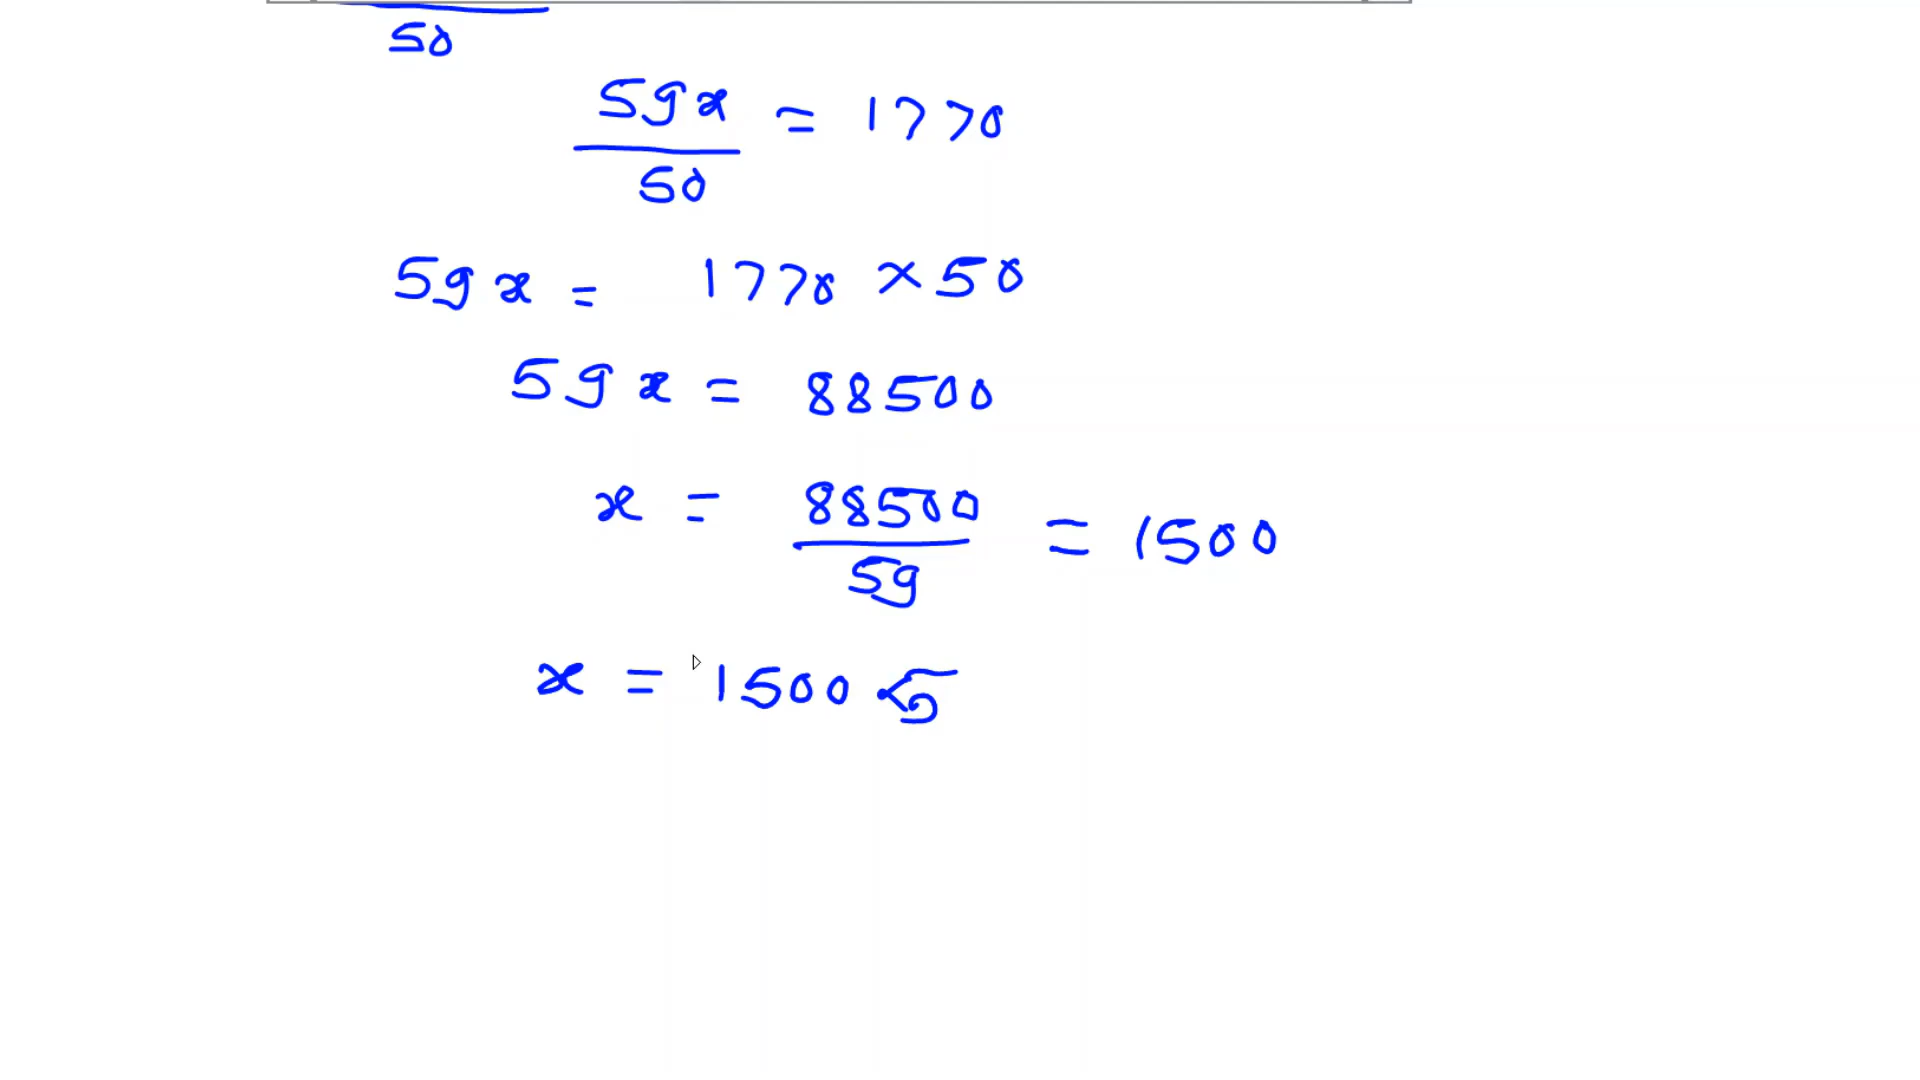 50
59x/50 = 1770
59x = 1770 × 50
59x = 88500
x = 88500/59 = 1500
x = 1500